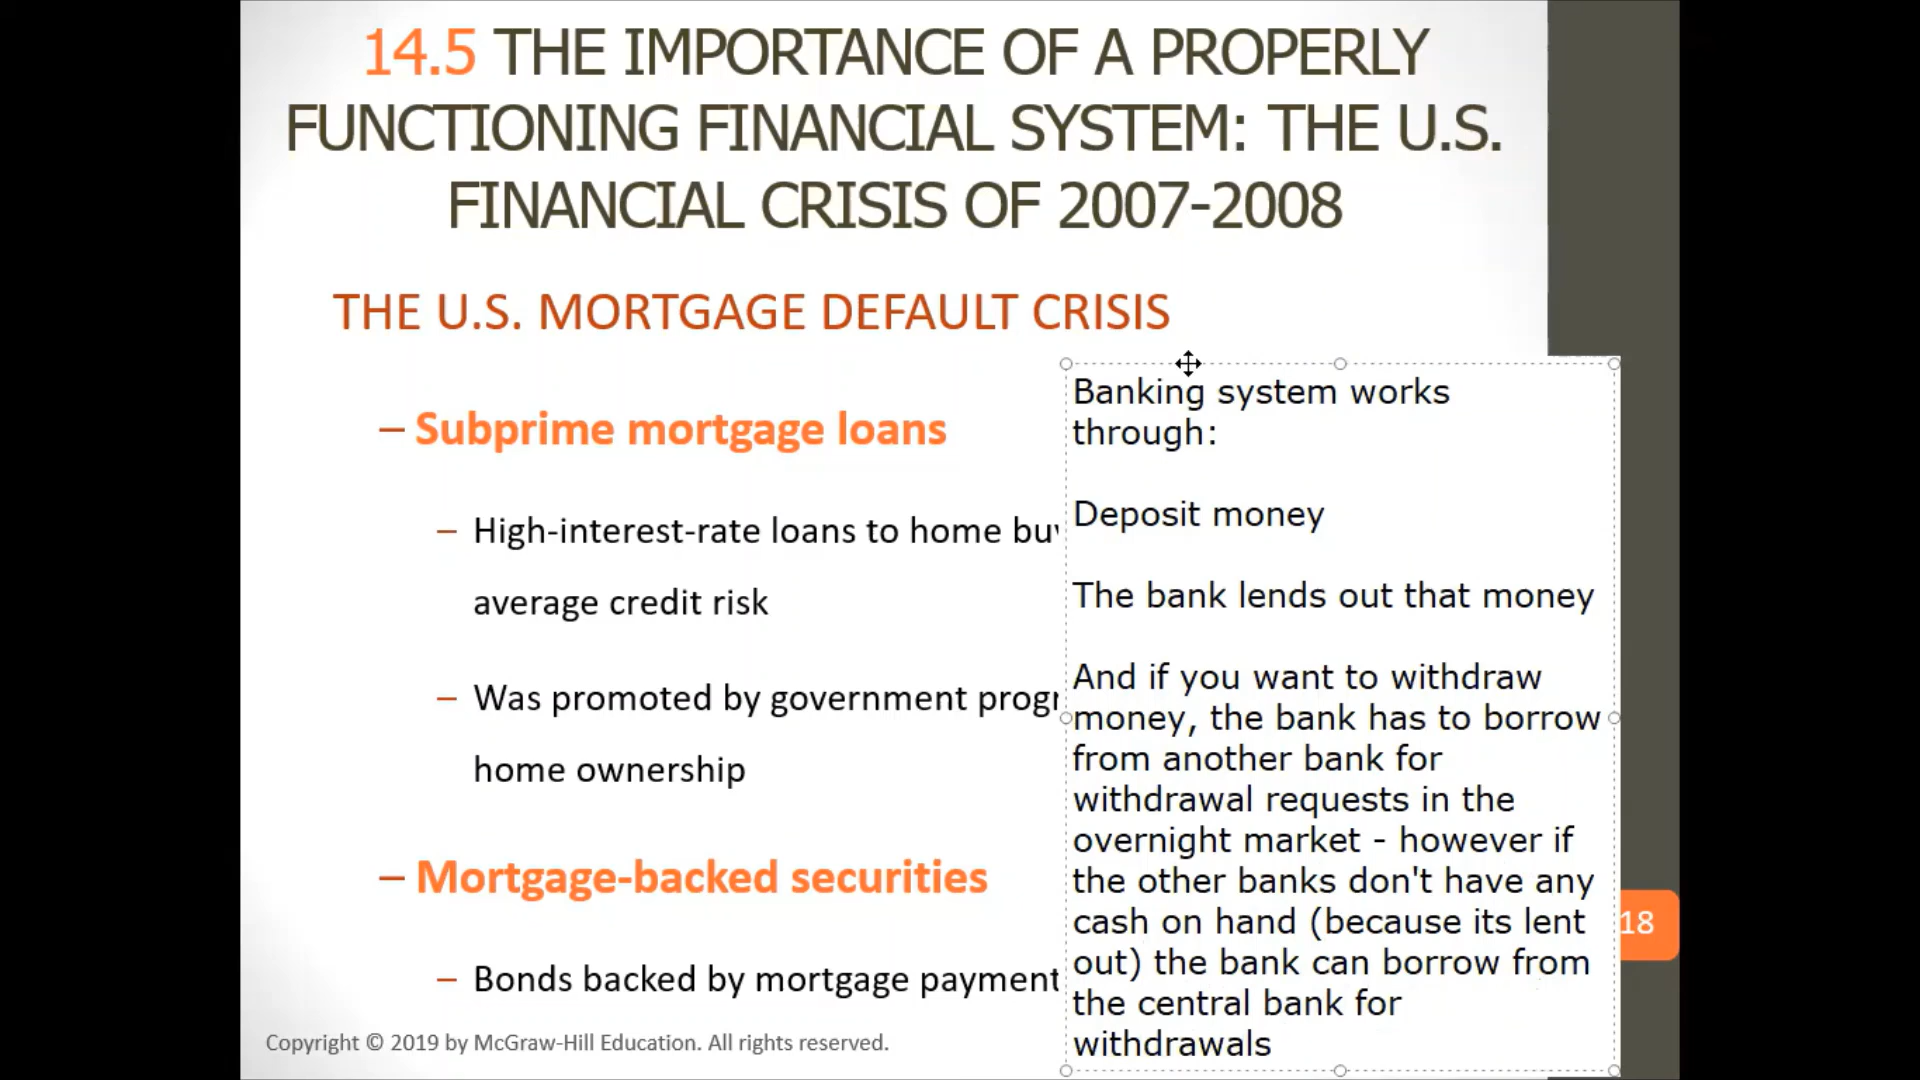 14.5 THE IMPORTANCE OF A PROPERLY
FUNCTIONING FINANCIAL SYSTEM: THE U.S.
FINANCIAL CRISIS OF 2007-2008
THE U.S. MORTGAGE DEFAULT CRISIS
– Subprime mortgage loans
– High-interest-rate loans to home
average credit risk
– Was promoted by government
home ownership
– Mortgage-backed securities
– Bonds backed by mortgage payment
Copyright © 2019 by McGraw-Hill Education. All rights reserved.
Banking system works
through:
Deposit money
The bank lends out that money
And if you want to withdraw
money, the bank has to borrow
from another bank for
withdrawal requests in the
overnight market - however if
the other banks don't have any
cash on hand (because its lent
out) the bank can borrow from
the central bank for
withdrawals
18